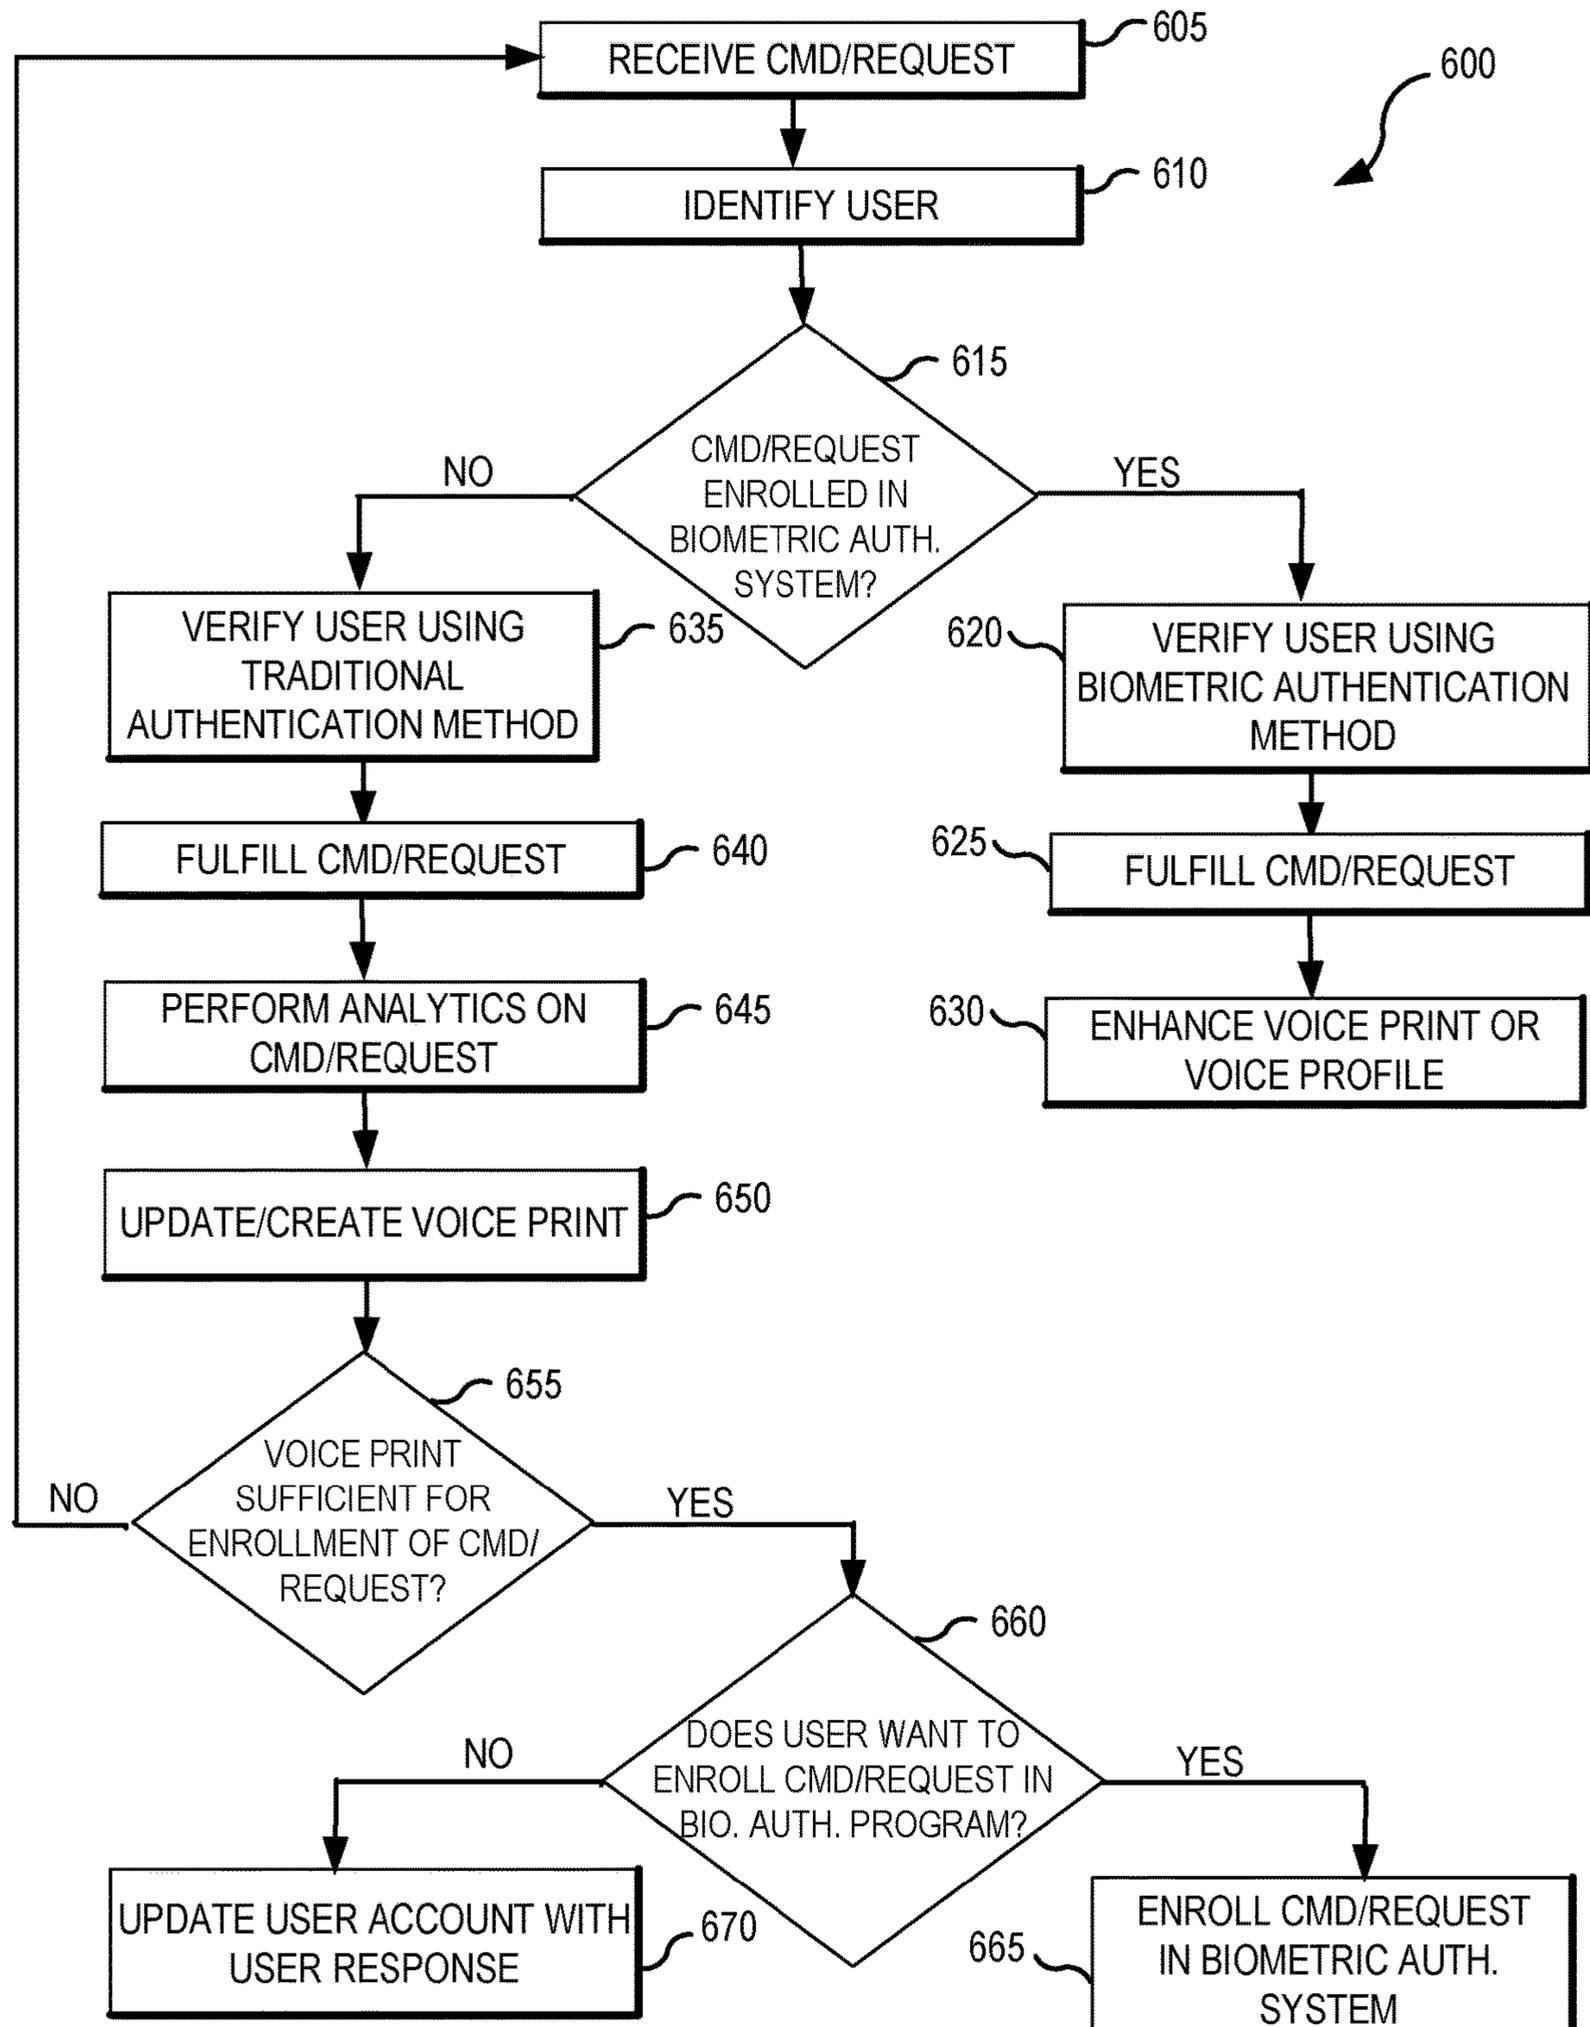 605
RECEIVE CMD/REQUEST
600
610
IDENTIFY USER
615
CMD/REQUEST
ENROLLED IN
BIOMETRIC AUTH.
SYSTEM?
NO
YES
VERIFY USER USING
TRADITIONAL
AUTHENTICATION METHOD
635
620
VERIFY USER USING
BIOMETRIC AUTHENTICATION
METHOD
FULFILL CMD/REQUEST
640
625
FULFILL CMD/REQUEST
PERFORM ANALYTICS ON
CMD/REQUEST
645
630
ENHANCE VOICE PRINT OR
VOICE PROFILE
UPDATE/CREATE VOICE PRINT
650
655
VOICE PRINT
SUFFICIENT FOR
ENROLLMENT OF CMD/
REQUEST?
NO
YES
660
DOES USER WANT TO
ENROLL CMD/REQUEST IN
BIO. AUTH. PROGRAM?
NO
YES
UPDATE USER ACCOUNT WITH
USER RESPONSE
670
665
ENROLL CMD/REQUEST
IN BIOMETRIC AUTH.
SYSTEM